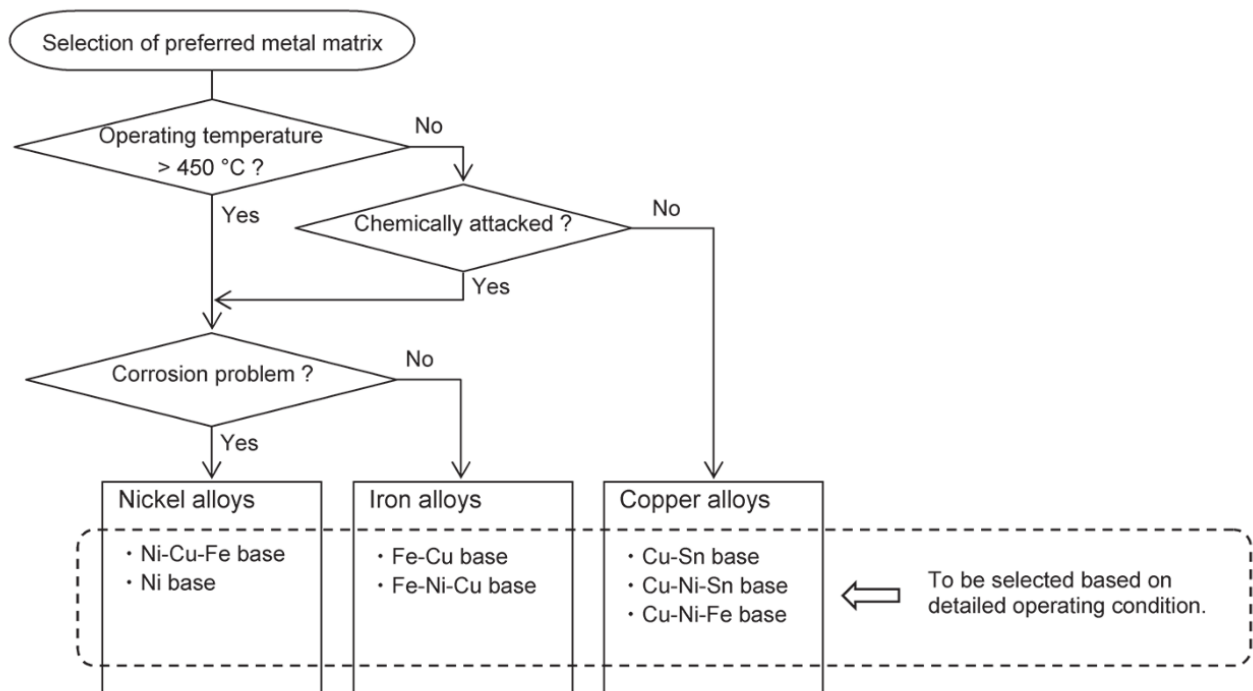 Selection of preferred metal matrix
Operating temperature
> 450 °C ?
No
Yes
Chemically attacked ?
No
Yes
Corrosion problem ?
No
Yes
Nickel alloys
・Ni-Cu-Fe base
・Ni base
Iron alloys
・Fe-Cu base
・Fe-Ni-Cu base
Copper alloys
・Cu-Sn base
・Cu-Ni-Sn base
・Cu-Ni-Fe base
To be selected based on
detailed operating condition.